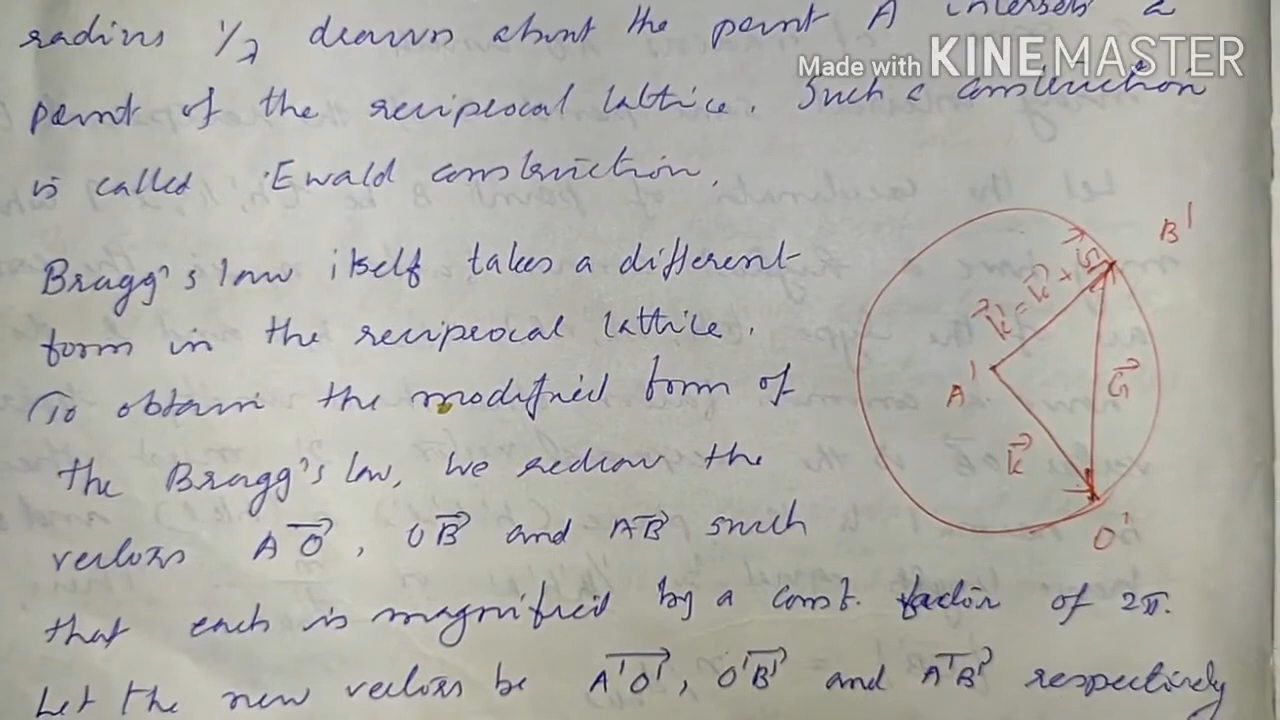 radius 1/λ drawn about the point A intersets a
Made with KINEMASTER
point of the reciprocal lattice. Such a construction
is called Ewald construction.
Bragg's law itself takes a different
form in the reciprocal lattice.
To obtain the modified form of
the Bragg's law, we redraw the
vectors AO⃗, OB⃗ and AB⃗ such
that each is magnified by a const. factor of 2π.
Let the new vectors be A'O'⃗, O'B'⃗ and A'B'⃗ respectively
B'
k⃗' = k⃗ + G⃗
A'
G⃗
k⃗
O'